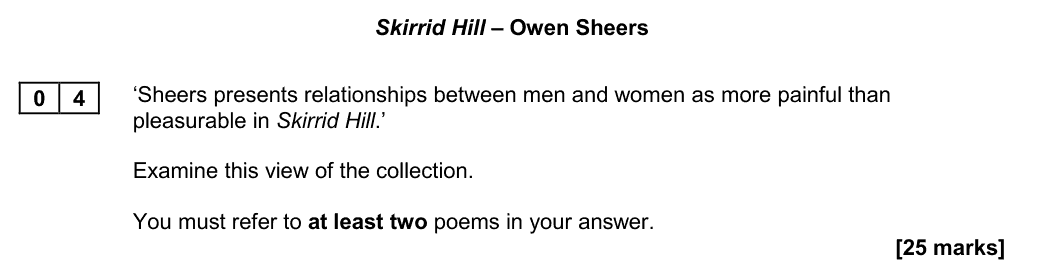 Skirrid Hill – Owen Sheers
0 4
‘Sheers presents relationships between men and women as more painful than
pleasurable in Skirrid Hill.’
Examine this view of the collection.
You must refer to at least two poems in your answer.
[25 marks]